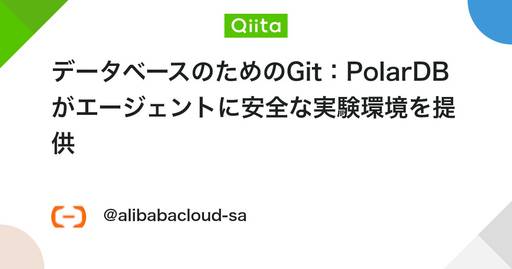 Qiita
データベースのためのGit：PolarDB
がエージェントに安全な実験環境を提
供
@alibabacloud-sa